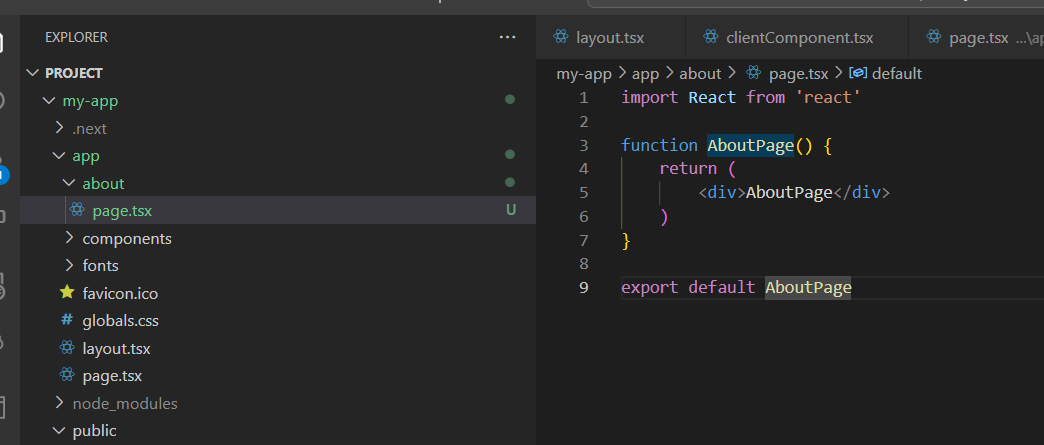 EXPLORER ...
PROJECT
my-app
.next
app
about
page.tsx U
components
fonts
favicon.ico
# globals.css
layout.tsx
page.tsx
node_modules
public
layout.tsx clientComponent.tsx page.tsx ...\ap
my-app > app > about > page.tsx > default
1 import React from 'react'
2
3 function AboutPage() {
4 return (
5 <div>AboutPage</div>
6 )
7 }
8
9 export default AboutPage